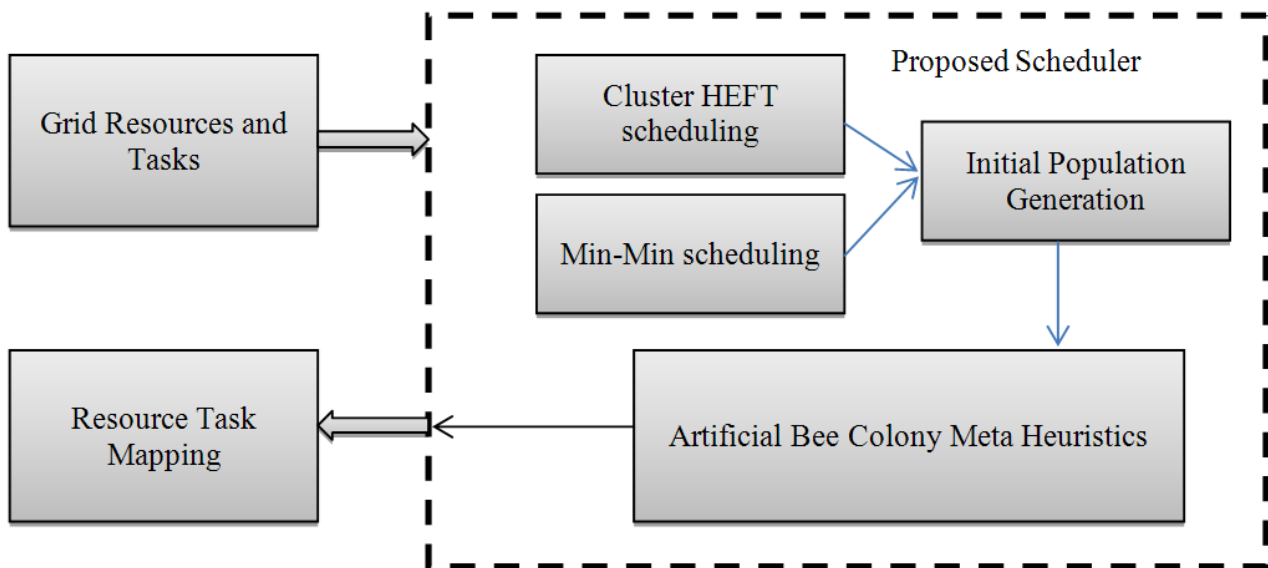 Proposed Scheduler
Grid Resources and
Tasks
Cluster HEFT
scheduling
Initial Population
Generation
Min-Min scheduling
Resource Task
Mapping
Artificial Bee Colony Meta Heuristics